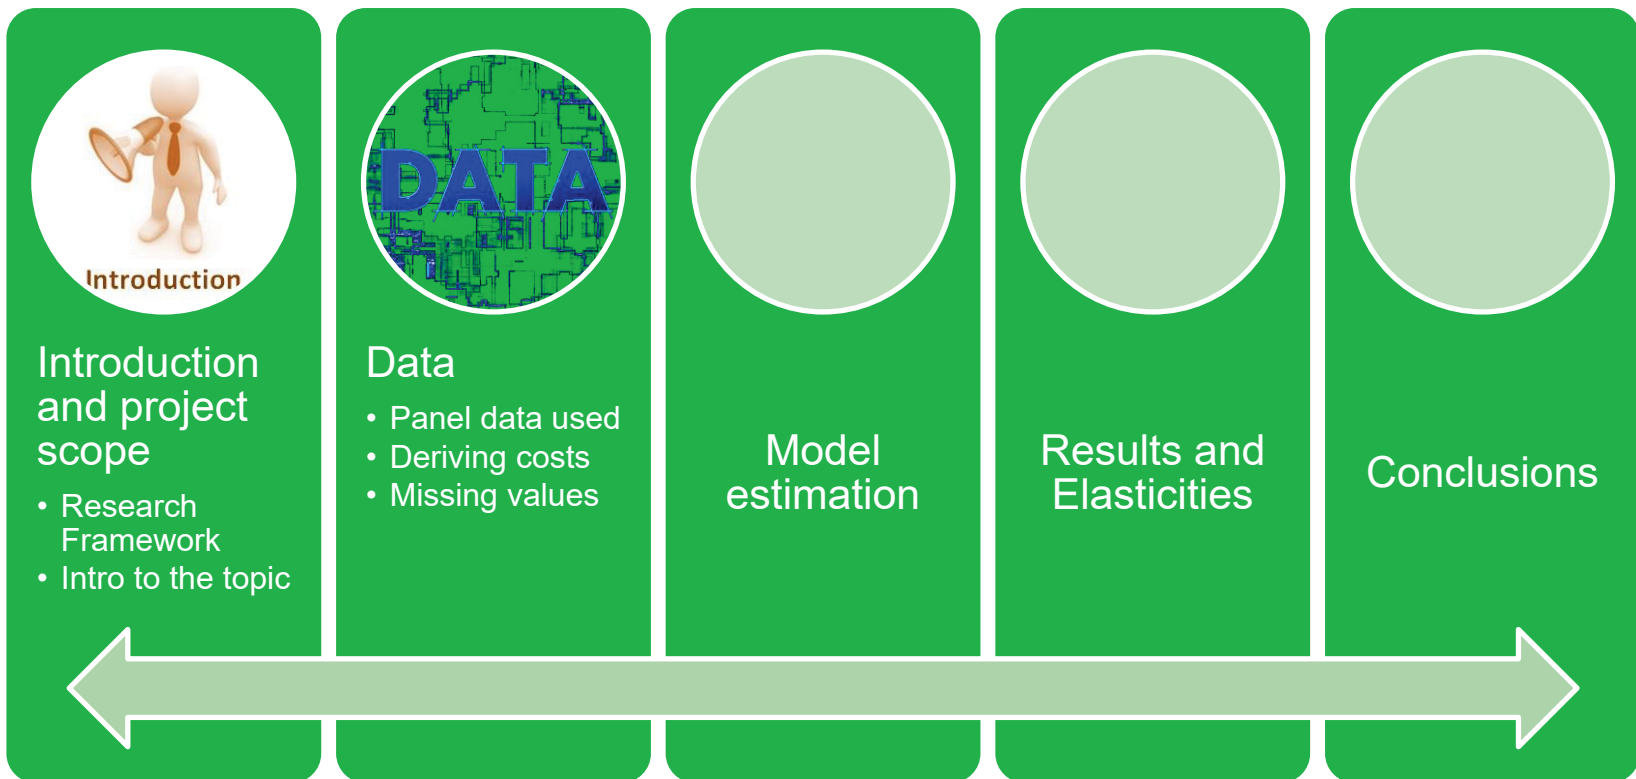 Introduction
Introduction
and project
scope
• Research
Framework
• Intro to the topic
DATA
Data
• Panel data used
• Deriving costs
• Missing values
Model
estimation
Results and
Elasticities
Conclusions